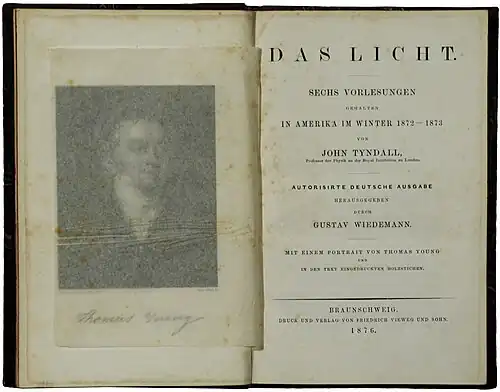 Thomas Young
DAS LICHT.
SECHS VORLESUNGEN
GEHALTEN
IN AMERIKA IM WINTER 1872—1873
VON
JOHN TYNDALL,
Professor der Physik an der Royal Institution zu London.
AUTORISIRTE DEUTSCHE AUSGABE
HERAUSGEGEBEN
DURCH
GUSTAV WIEDEMANN.
MIT EINEM PORTRAIT VON THOMAS YOUNG
UND
IN DEN TEXT EINGEDRUCKTEN HOLZSTICHEN.
BRAUNSCHWEIG,
DRUCK UND VERLAG VON FRIEDRICH VIEWEG UND SOHN.
1876.